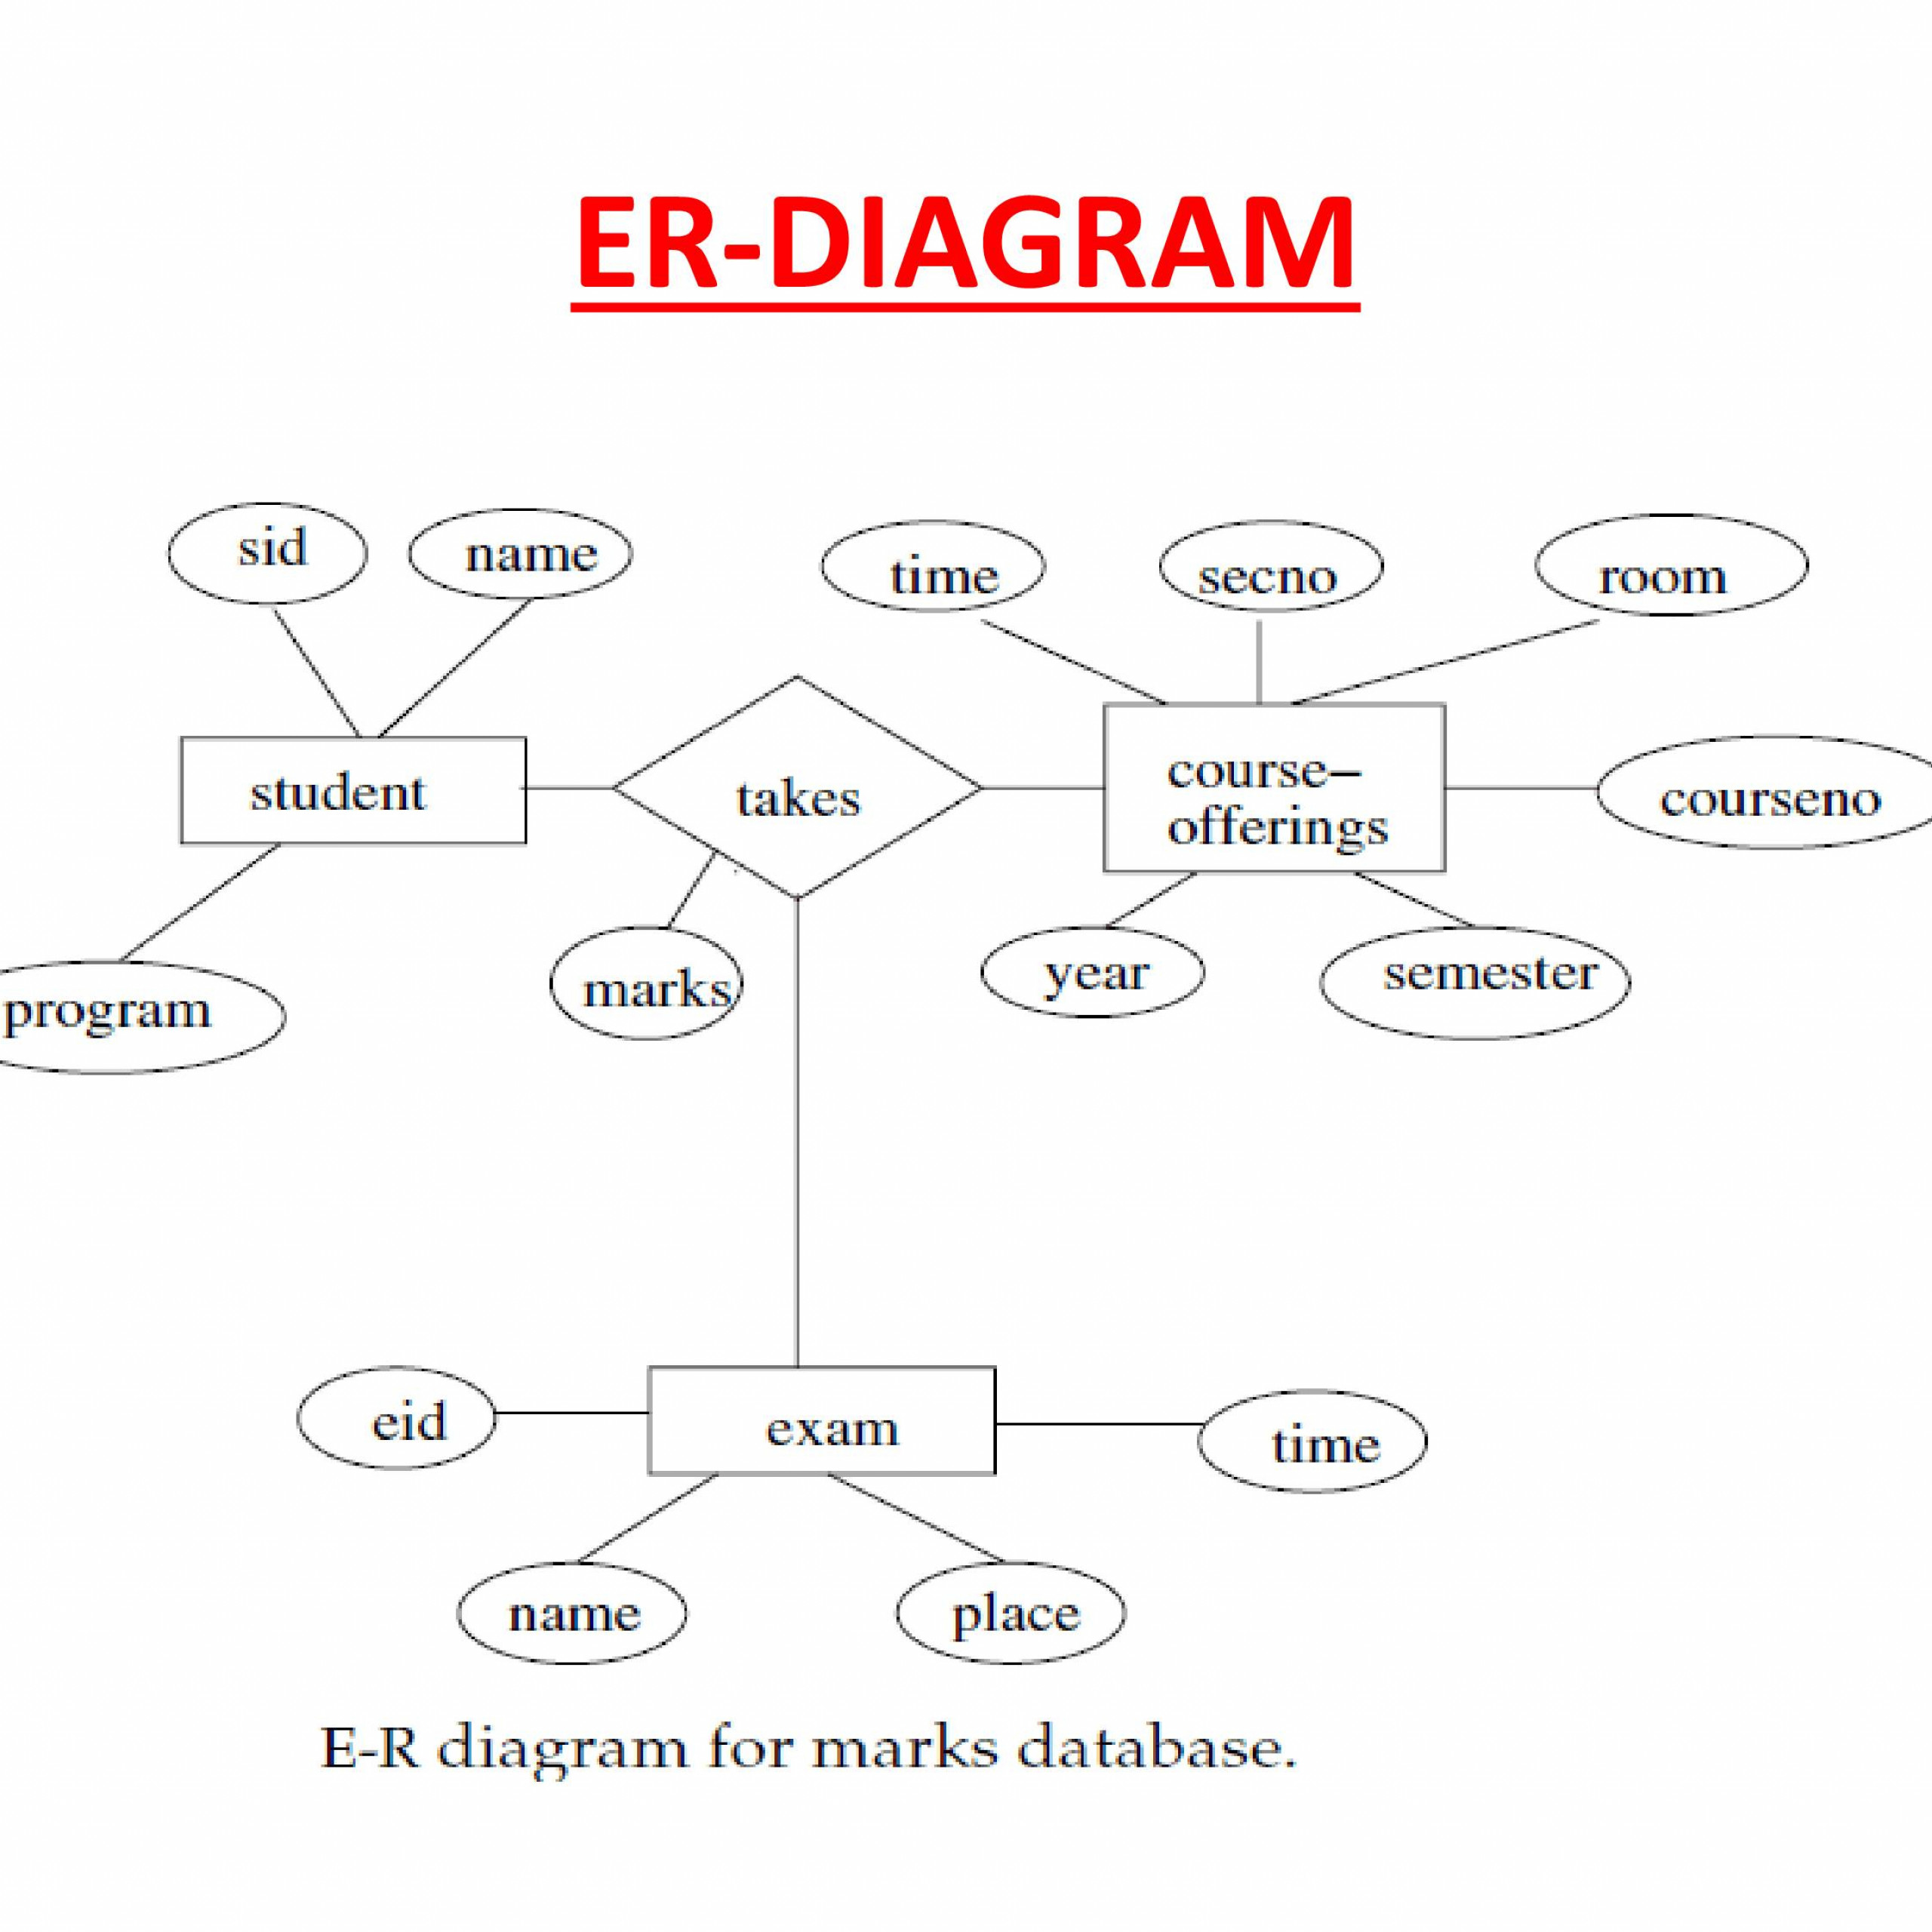 ER-DIAGRAM
sid
name
time
secno
room
student
takes
course–
offerings
courseno
program
marks
year
semester
eid
exam
time
name
place
E-R diagram for marks database.